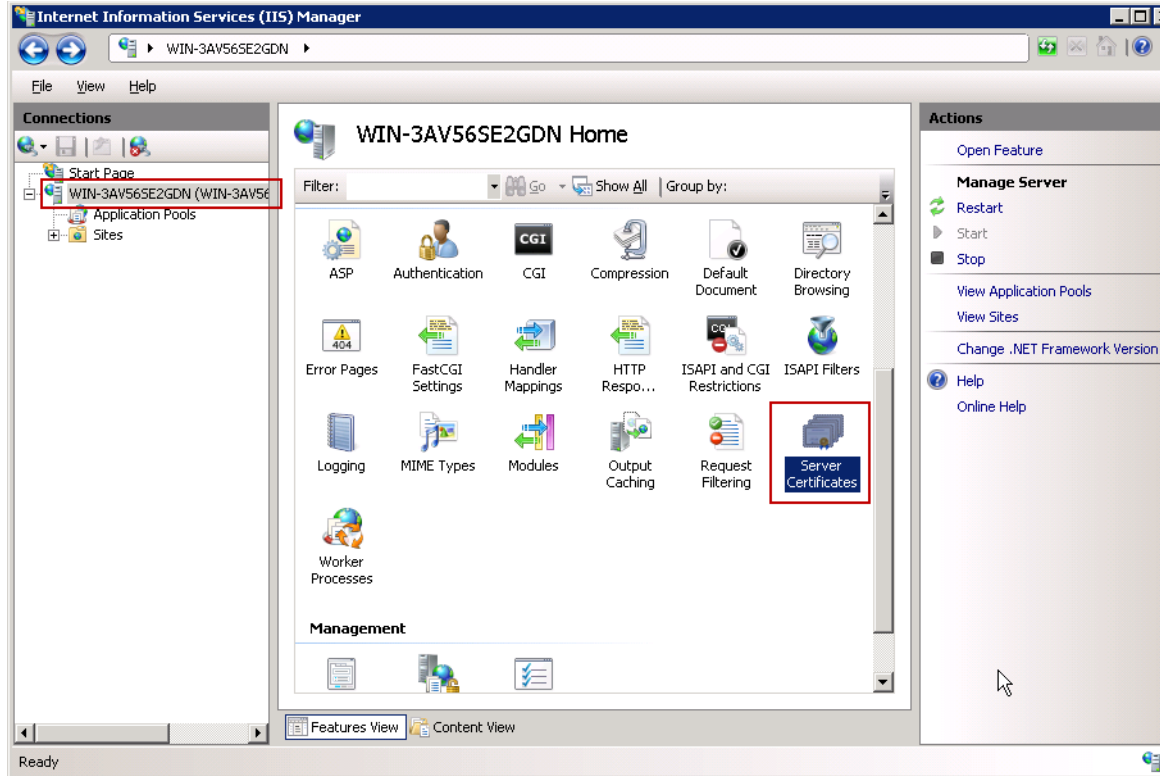 Internet Information Services (IIS) Manager
WIN-3AV56SE2GDN
File View Help
Connections
Start Page
WIN-3AV56SE2GDN (WIN-3AV56
Application Pools
Sites
WIN-3AV56SE2GDN Home
Filter: Go Show All Group by:
ASP
Authentication
CGI
CGI
Compression
Default
Document
Directory
Browsing
404
Error Pages
FastCGI
Settings
Handler
Mappings
HTTP
Respo...
CGI
ISAPI and CGI
Restrictions
ISAPI Filters
Logging
MIME Types
Modules
Output
Caching
Request
Filtering
Server
Certificates
Worker
Processes
Management
Features View Content View
Actions
Open Feature
Manage Server
Restart
Start
Stop
View Application Pools
View Sites
Change .NET Framework Version
Help
Online Help
Ready